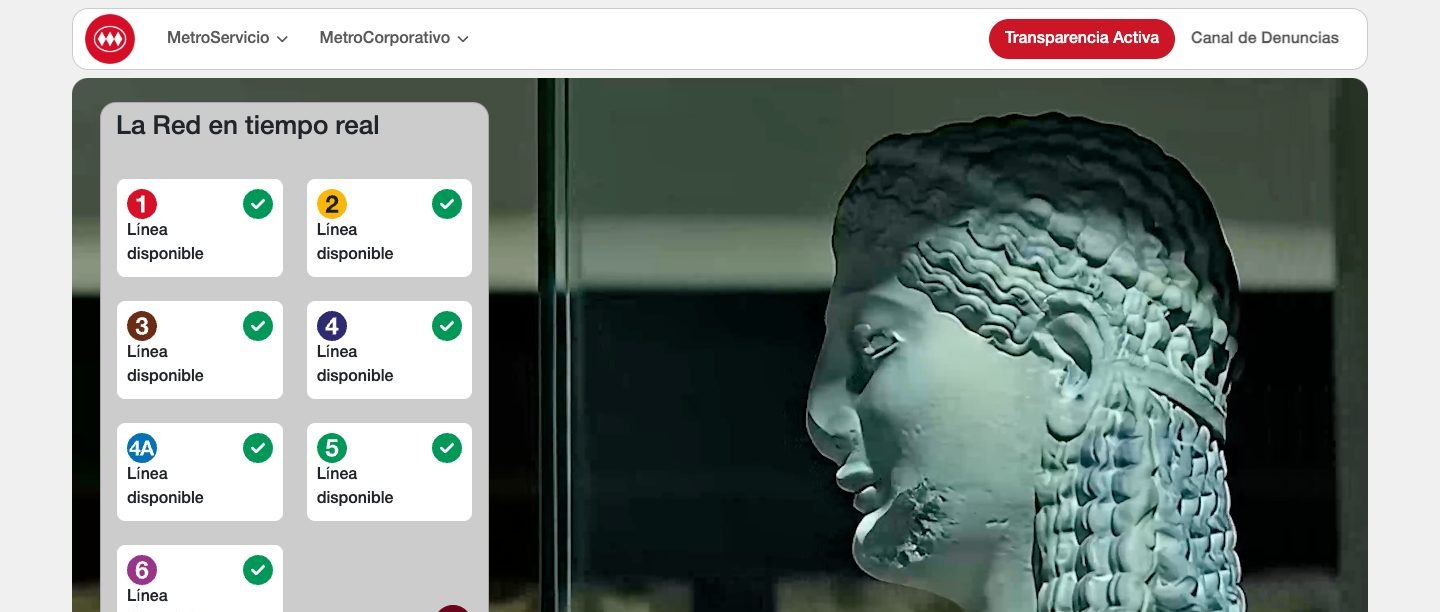 MetroServicio
MetroCorporativo
Transparencia Activa
Canal de Denuncias
La Red en tiempo real
1
Línea
disponible
2
Línea
disponible
3
Línea
disponible
4
Línea
disponible
4A
Línea
disponible
5
Línea
disponible
6
Línea